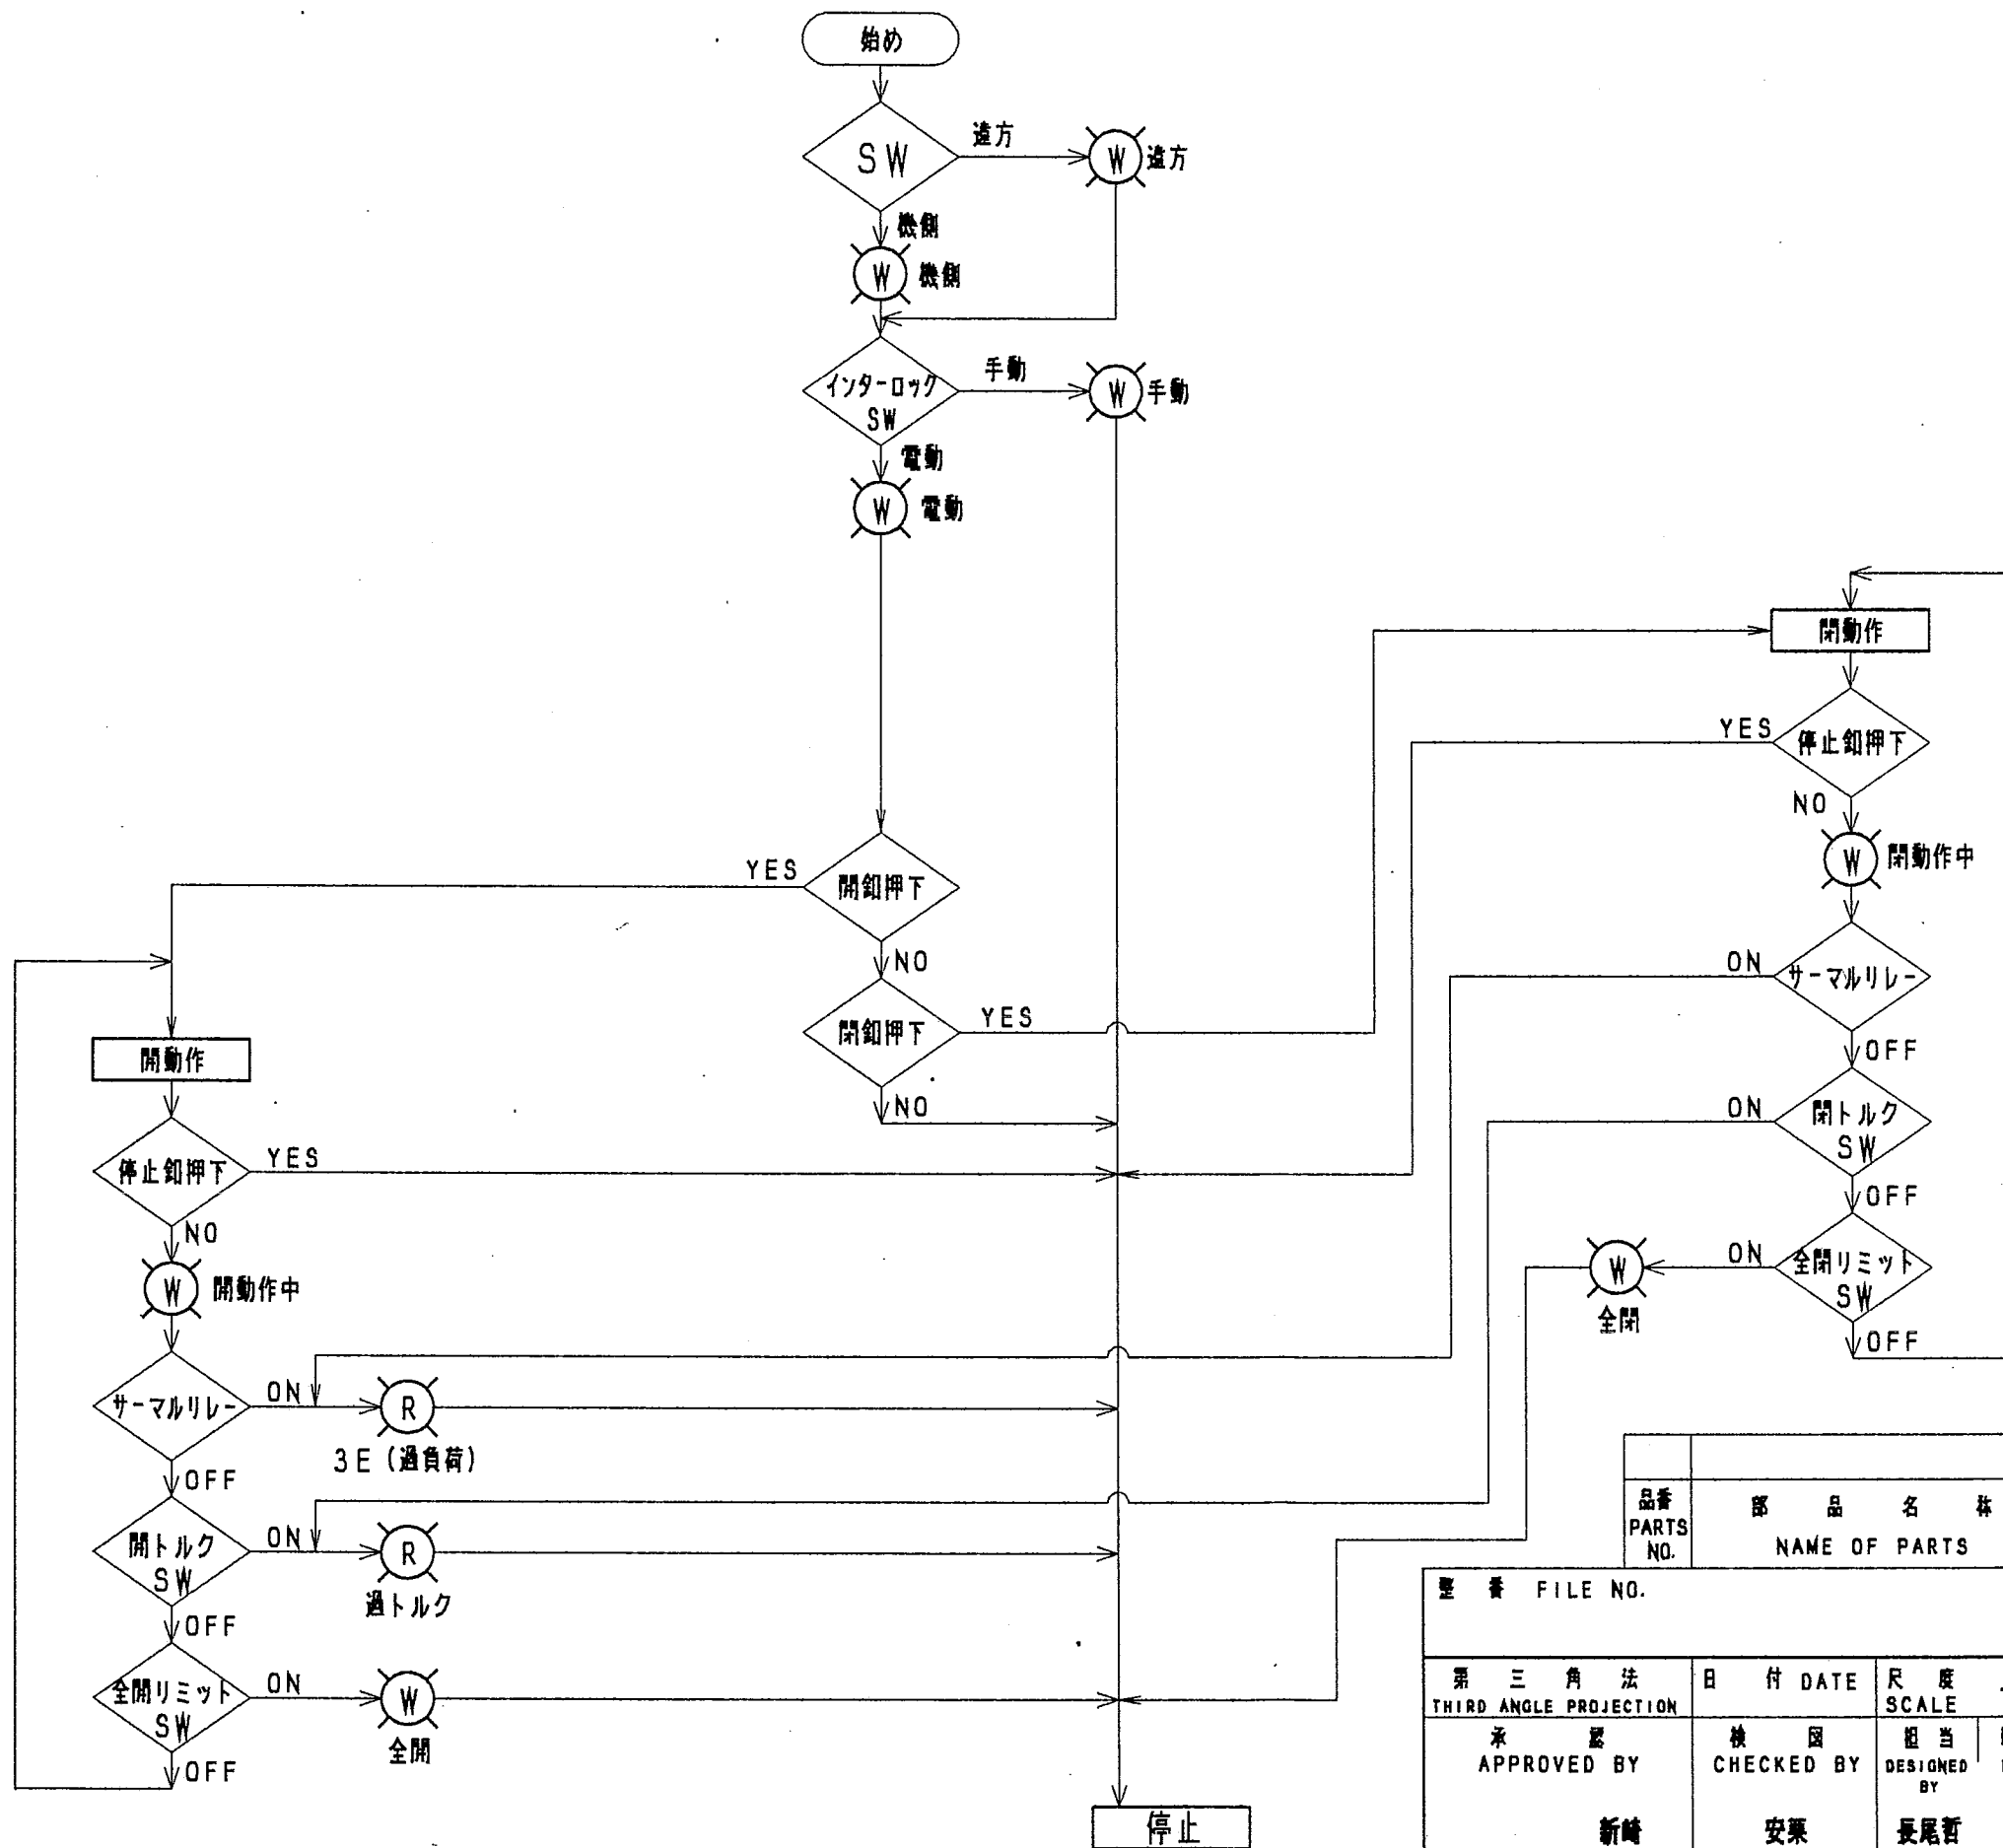 始め
SW
遠方
W
遠方
機側
W
機側
インターロック
SW
手動
W
手動
電動
W
電動
閉動作
YES
停止釦押下
NO
W
閉動作中
YES
開釦押下
NO
ON
サーマルリレー
OFF
閉釦押下
YES
NO
開動作
ON
閉トルク
SW
OFF
停止釦押下
YES
NO
W
開動作中
W
ON
全閉リミット
SW
全閉
OFF
サーマルリレー
ON
R
3E(過負荷)
OFF
開トルク
SW
ON
R
過トルク
OFF
全開リミット
SW
ON
W
全開
OFF
停止
品番
PARTS
NO.
部品名称
NAME OF PARTS
整番 FILE NO.
第三角法
THIRD ANGLE PROJECTION
日付 DATE
尺度
SCALE
承認
APPROVED BY
検図
CHECKED BY
担当
DESIGNED
BY
新崎
長尾哲